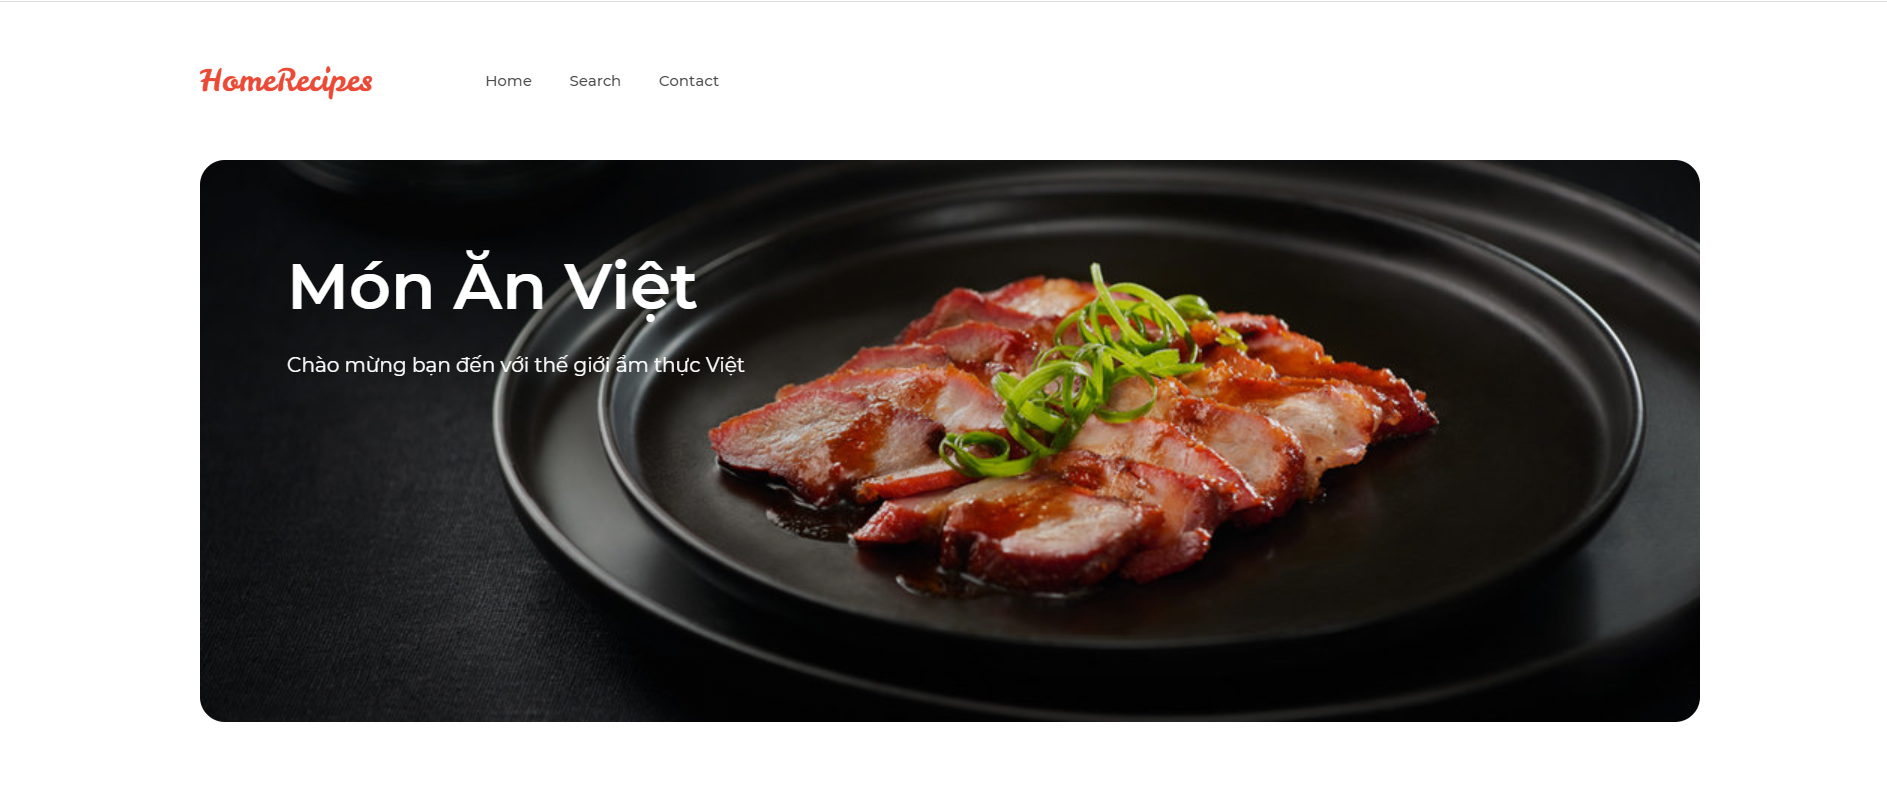 HomeRecipes
Home Search Contact
Món Ăn Việt
Chào mừng bạn đến với thế giới ẩm thực Việt